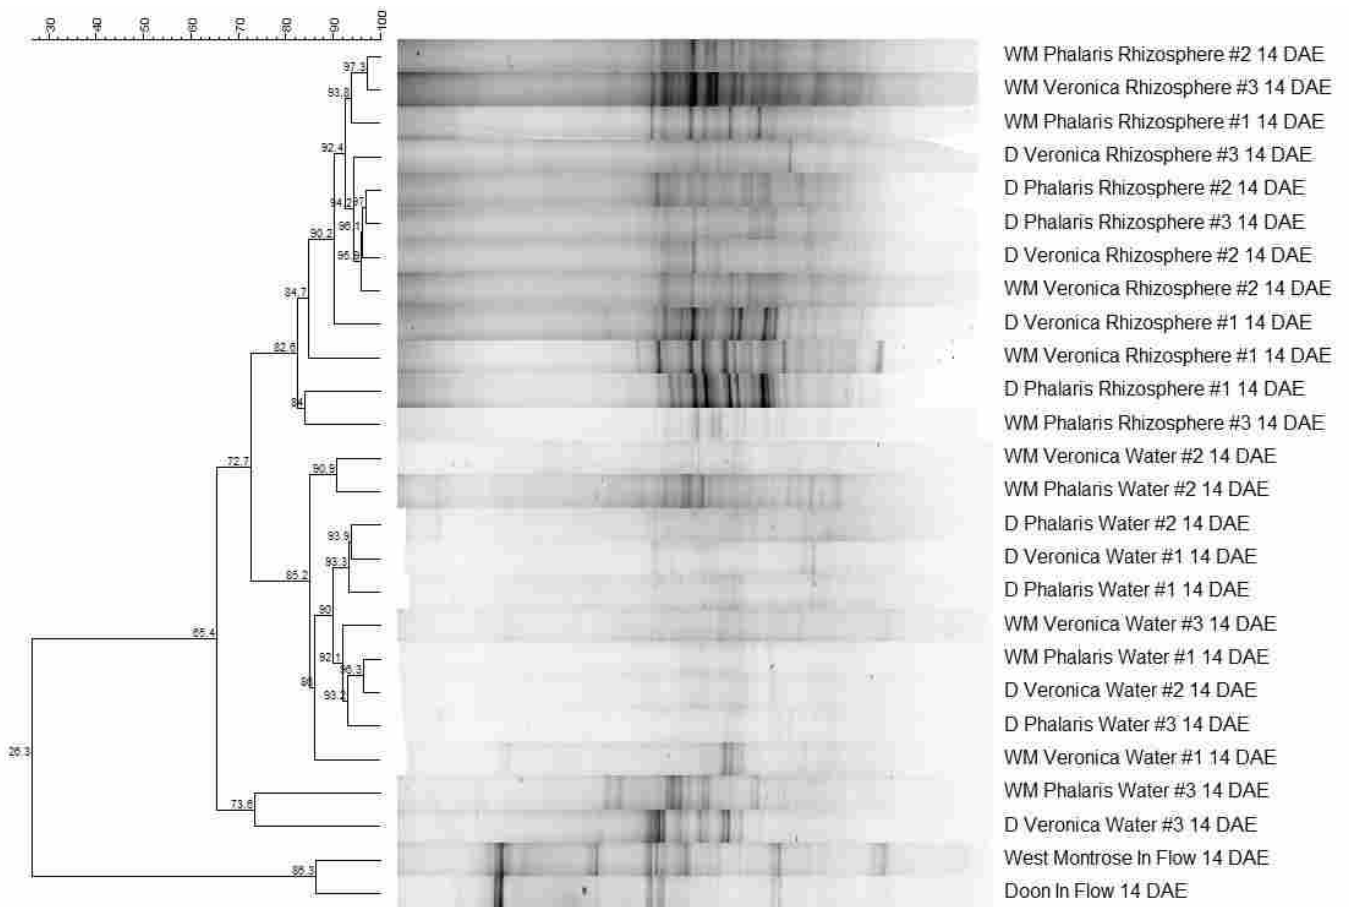 30 40 50 60 70 80 90 100
WM Phalaris Rhizosphere #2 14 DAE
97.3
WM Veronica Rhizosphere #3 14 DAE
93.8
WM Phalaris Rhizosphere #1 14 DAE
92.4
D Veronica Rhizosphere #3 14 DAE
D Phalaris Rhizosphere #2 14 DAE
94.2 97
D Phalaris Rhizosphere #3 14 DAE
96.1
90.2
D Veronica Rhizosphere #2 14 DAE
95.9
WM Veronica Rhizosphere #2 14 DAE
84.7
D Veronica Rhizosphere #1 14 DAE
82.6
WM Veronica Rhizosphere #1 14 DAE
D Phalaris Rhizosphere #1 14 DAE
84
WM Phalaris Rhizosphere #3 14 DAE
WM Veronica Water #2 14 DAE
72.7 90.9
WM Phalaris Water #2 14 DAE
D Phalaris Water #2 14 DAE
93.9
D Veronica Water #1 14 DAE
93.3
85.2
D Phalaris Water #1 14 DAE
90
WM Veronica Water #3 14 DAE
65.4
WM Phalaris Water #1 14 DAE
92.1 96.3
D Veronica Water #2 14 DAE
86 93.2
D Phalaris Water #3 14 DAE
26.3
WM Veronica Water #1 14 DAE
WM Phalaris Water #3 14 DAE
73.6
D Veronica Water #3 14 DAE
West Montrose In Flow 14 DAE
86.3
Doon In Flow 14 DAE